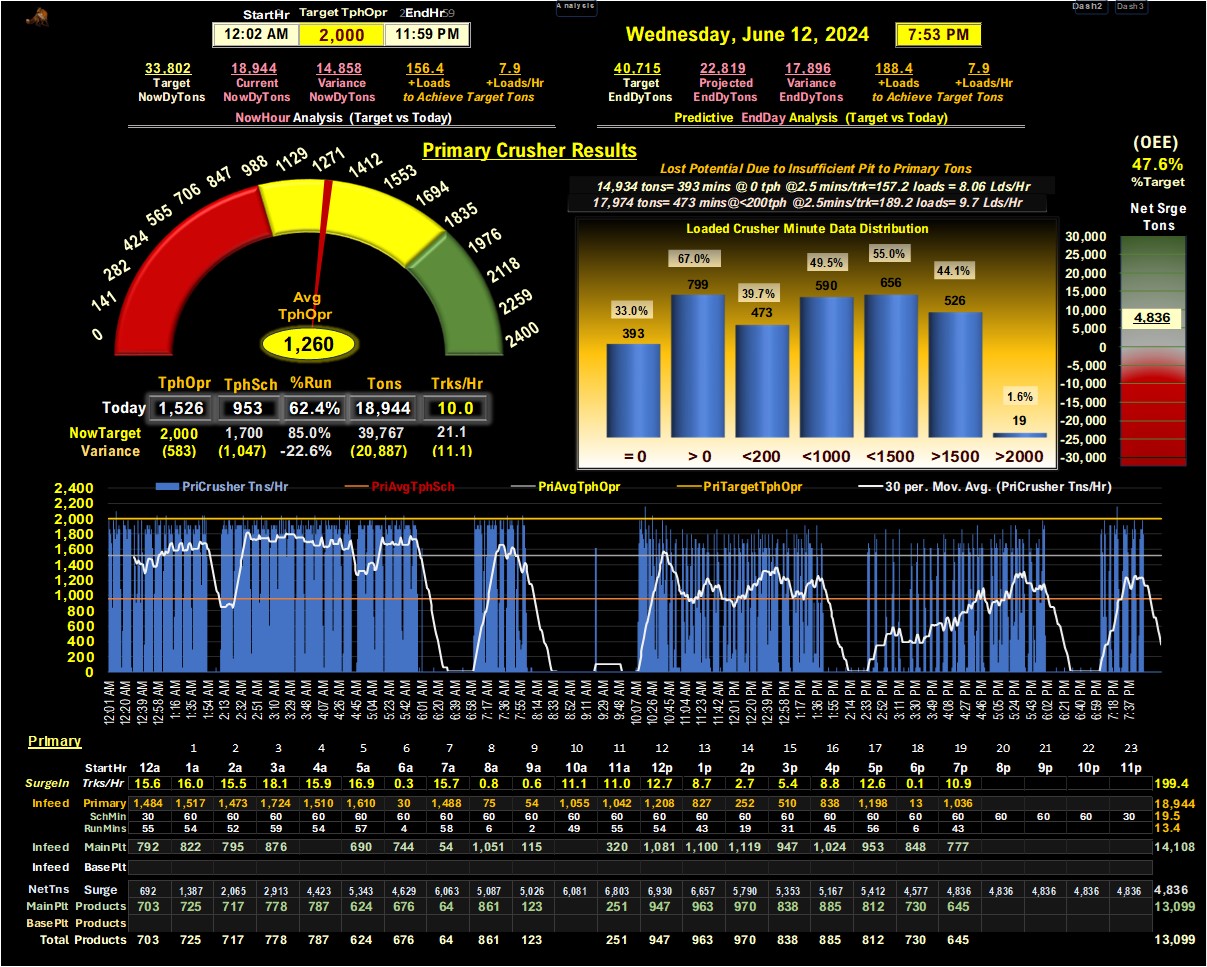 Analysis
Dash2 Dash3
StartHr Target TphOpr EndHr
12:02 AM 2,000 11:59 PM
Wednesday, June 12, 2024 7:53 PM
33,802 18,944 14,858 156.4 7.9
Target Current Variance +Loads +Loads/Hr
NowDyTons NowDyTons NowDyTons to Achieve Target Tons
NowHour Analysis (Target vs Today)
40,715 22,819 17,896 188.4 7.9
Target Projected Variance +Loads +Loads/Hr
EndDyTons EndDyTons EndDyTons to Achieve Target Tons
Predictive EndDay Analysis (Target vs Today)
Primary Crusher Results
0 141 282 424 565 706 847 988 1129 1271 1412 1553 1694 1835 1976 2118 2259 2400
Avg
TphOpr
1,260
TphOpr TphSch %Run Tons Trks/Hr
Today 1,526 953 62.4% 18,944 10.0
NowTarget 2,000 1,700 85.0% 39,767 21.1
Variance (583) (1,047) -22.6% (20,887) (11.1)
Lost Potential Due to Insufficient Pit to Primary Tons
14,934 tons= 393 mins @ 0 tph @2.5 mins/trk=157.2 loads = 8.06 Lds/Hr
17,974 tons= 473 mins@<200tph @2.5mins/trk=189.2 loads= 9.7 Lds/Hr
Loaded Crusher Minute Data Distribution
33.0% 67.0% 39.7% 49.5% 55.0% 44.1% 1.6%
393 799 473 590 656 526 19
= 0 > 0 <200 <1000 <1500 >1500 >2000
(OEE)
47.6%
%Target
Net Srge
Tons
30,000
25,000
20,000
15,000
10,000
5,000
0
-5,000
-10,000
-15,000
-20,000
-25,000
-30,000
4,836
PriCrusher Tns/Hr PriAvgTphSch PriAvgTphOpr PriTargetTphOpr 30 per. Mov. Avg. (PriCrusher Tns/Hr)
2,400
2,200
2,000
1,800
1,600
1,400
1,200
1,000
800
600
400
200
0
12:01 AM 12:20 AM 12:39 AM 12:58 AM 1:16 AM 1:35 AM 1:54 AM 2:13 AM 2:32 AM 2:51 AM 3:10 AM 3:29 AM 3:48 AM 4:07 AM 4:26 AM 4:45 AM 5:04 AM 5:23 AM 5:42 AM 6:01 AM 6:20 AM 6:39 AM 6:58 AM 7:17 AM 7:36 AM 7:55 AM 8:14 AM 8:33 AM 8:52 AM 9:11 AM 9:29 AM 9:48 AM 10:07 AM 10:26 AM 10:45 AM 11:04 AM 11:23 AM 11:42 AM 12:01 PM 12:20 PM 12:39 PM 12:58 PM 1:17 PM 1:36 PM 1:55 PM 2:14 PM 2:33 PM 2:52 PM 3:11 PM 3:30 PM 3:49 PM 4:08 PM 4:27 PM 4:46 PM 5:05 PM 5:24 PM 5:43 PM 6:02 PM 6:21 PM 6:40 PM 6:59 PM 7:18 PM 7:37 PM
Primary 1 2 3 4 5 6 7 8 9 10 11 12 13 14 15 16 17 18 19 20 21 22 23
StartHr 12a 1a 2a 3a 4a 5a 6a 7a 8a 9a 10a 11a 12p 1p 2p 3p 4p 5p 6p 7p 8p 9p 10p 11p
SurgeIn Trks/Hr 15.6 16.0 15.5 18.1 15.9 16.9 0.3 15.7 0.8 0.6 11.1 11.0 12.7 8.7 2.7 5.4 8.8 12.6 0.1 10.9 199.4
Infeed Primary 1,484 1,517 1,473 1,724 1,510 1,610 30 1,488 75 54 1,055 1,042 1,208 827 252 510 838 1,198 13 1,036 18,944
SchMin 30 60 60 60 60 60 60 60 60 60 60 60 60 60 60 60 60 60 60 60 60 60 60 30 19.5
RunMins 55 54 52 59 54 57 4 58 6 2 49 55 54 43 19 31 45 56 6 43 13.4
Infeed MainPlt 792 822 795 876 690 744 54 1,051 115 320 1,081 1,100 1,119 947 1,024 953 848 777 14,108
Infeed BasePlt
NetTns Surge 692 1,387 2,065 2,913 4,423 5,343 4,629 6,063 5,087 5,026 6,081 6,803 6,930 6,657 5,790 5,353 5,167 5,412 4,577 4,836 4,836 4,836 4,836 4,836 4,836
MainPlt Products 703 725 717 778 787 624 676 64 861 123 251 947 963 970 838 885 812 730 645 13,099
BasePlt Products
Total Products 703 725 717 778 787 624 676 64 861 123 251 947 963 970 838 885 812 730 645 13,099